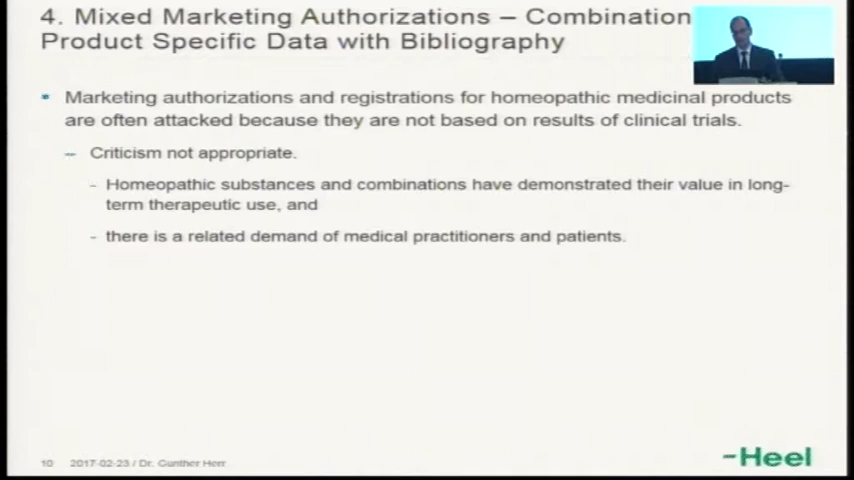 4. Mixed Marketing Authorizations – Combination
Product Specific Data with Bibliography
Marketing authorizations and registrations for homeopathic medicinal products
are often attacked because they are not based on results of clinical trials.
– Criticism not appropriate.
- Homeopathic substances and combinations have demonstrated their value in long-
term therapeutic use, and
- there is a related demand of medical practitioners and patients.
10 2017-02-23 / Dr. Gunther Herr
-Heel